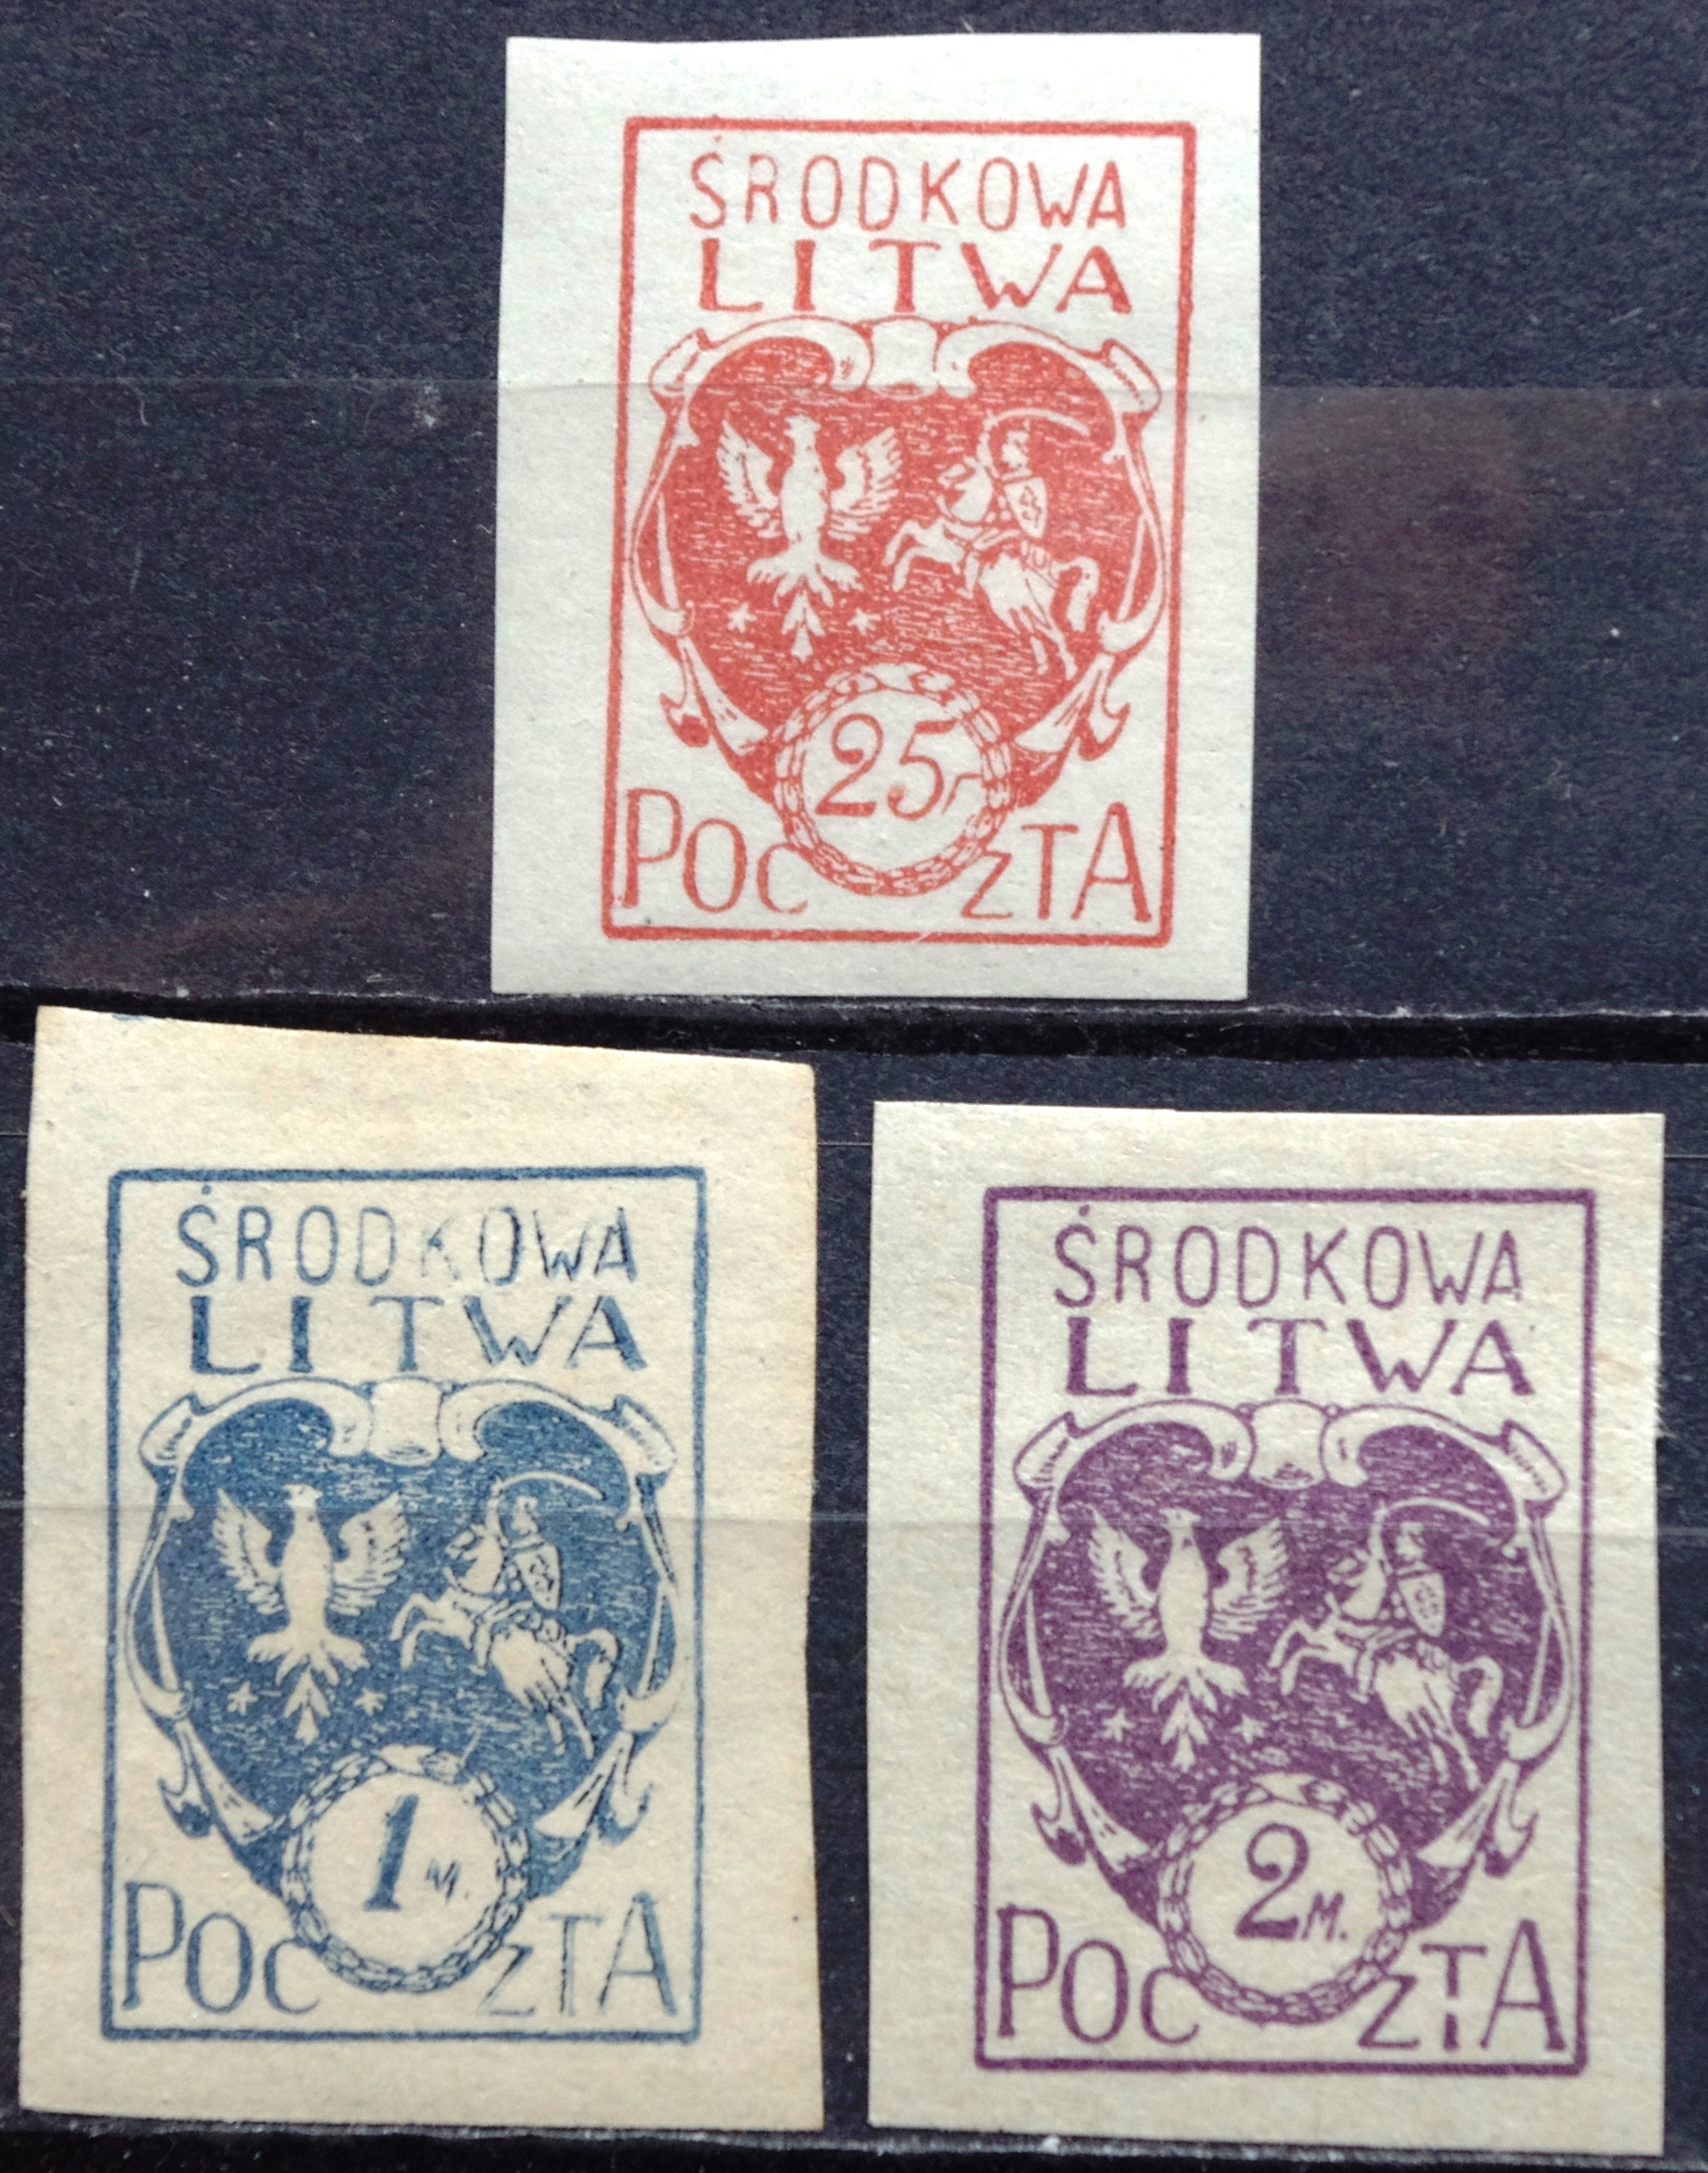 ŚRODKOWA
LITWA
25
POCZTA
ŚRODKOWA
LITWA
1 M.
POCZTA
ŚRODKOWA
LITWA
2 M.
POCZTA